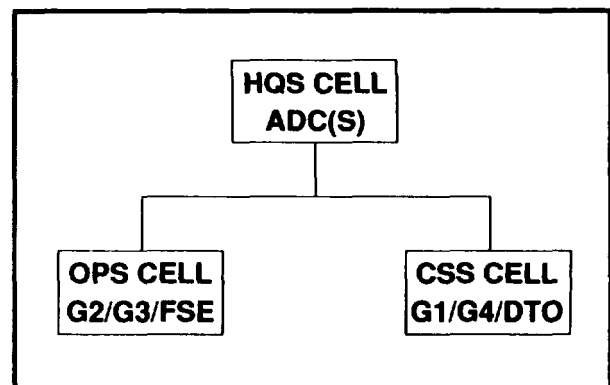 HQS CELL
ADC(S)
OPS CELL
G2/G3/FSE
CSS CELL
G1/G4/DTO